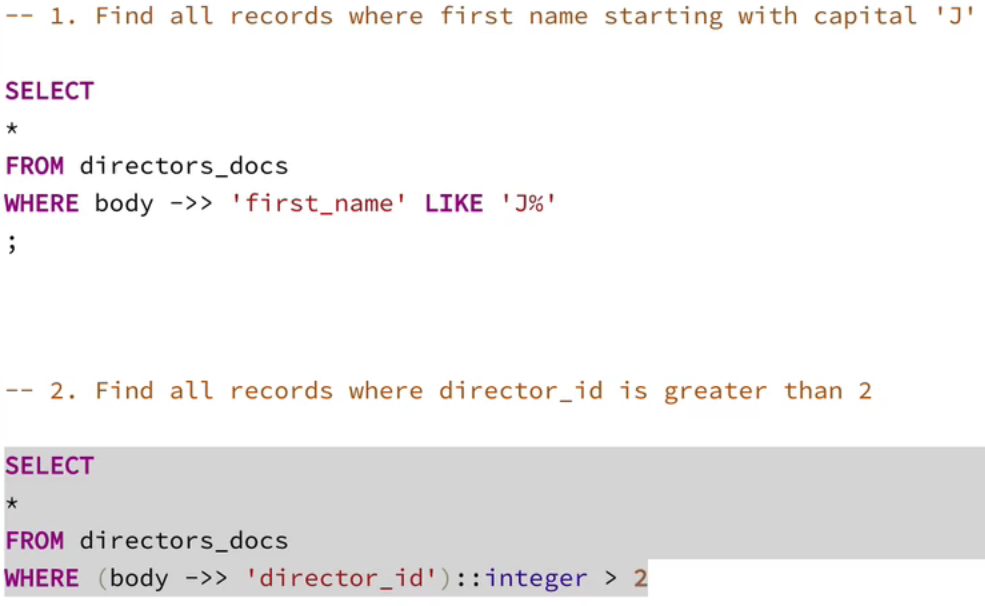 -- 1. Find all records where first name starting with capital 'J'
SELECT
*
FROM directors_docs
WHERE body ->> 'first_name' LIKE 'J%'
;
-- 2. Find all records where director_id is greater than 2
SELECT
*
FROM directors_docs
WHERE (body ->> 'director_id')::integer > 2